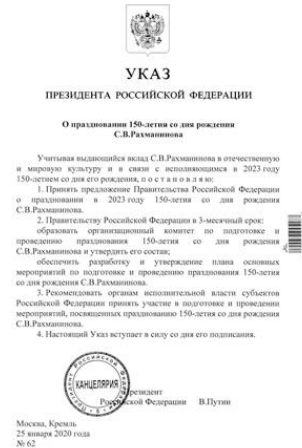 УКАЗ
ПРЕЗИДЕНТА РОССИЙСКОЙ ФЕДЕРАЦИИ
О праздновании 150-летия со дня рождения
С.В.Рахманинова
Учитывая выдающийся вклад С.В.Рахманинова в отечественную
и мировую культуру и в связи с исполняющимся в 2023 году
150-летием со дня его рождения, п о с т а н о в л я ю:
1. Принять предложение Правительства Российской Федерации
о праздновании в 2023 году 150-летия со дня рождения
С.В.Рахманинова.
2. Правительству Российской Федерации в 3-месячный срок:
образовать организационный комитет по подготовке и
проведению празднования 150-летия со дня рождения
С.В.Рахманинова и утвердить его состав;
обеспечить разработку и утверждение плана основных
мероприятий по подготовке и проведению празднования 150-летия
со дня рождения С.В.Рахманинова.
3. Рекомендовать органам исполнительной власти субъектов
Российской Федерации принять участие в подготовке и проведении
мероприятий, посвященных празднованию 150-летия со дня рождения
С.В.Рахманинова.
4. Настоящий Указ вступает в силу со дня его подписания.
КАНЦЕЛЯРИЯ
Президент
Российской Федерации В.Путин
Москва, Кремль
25 января 2020 года
№ 62